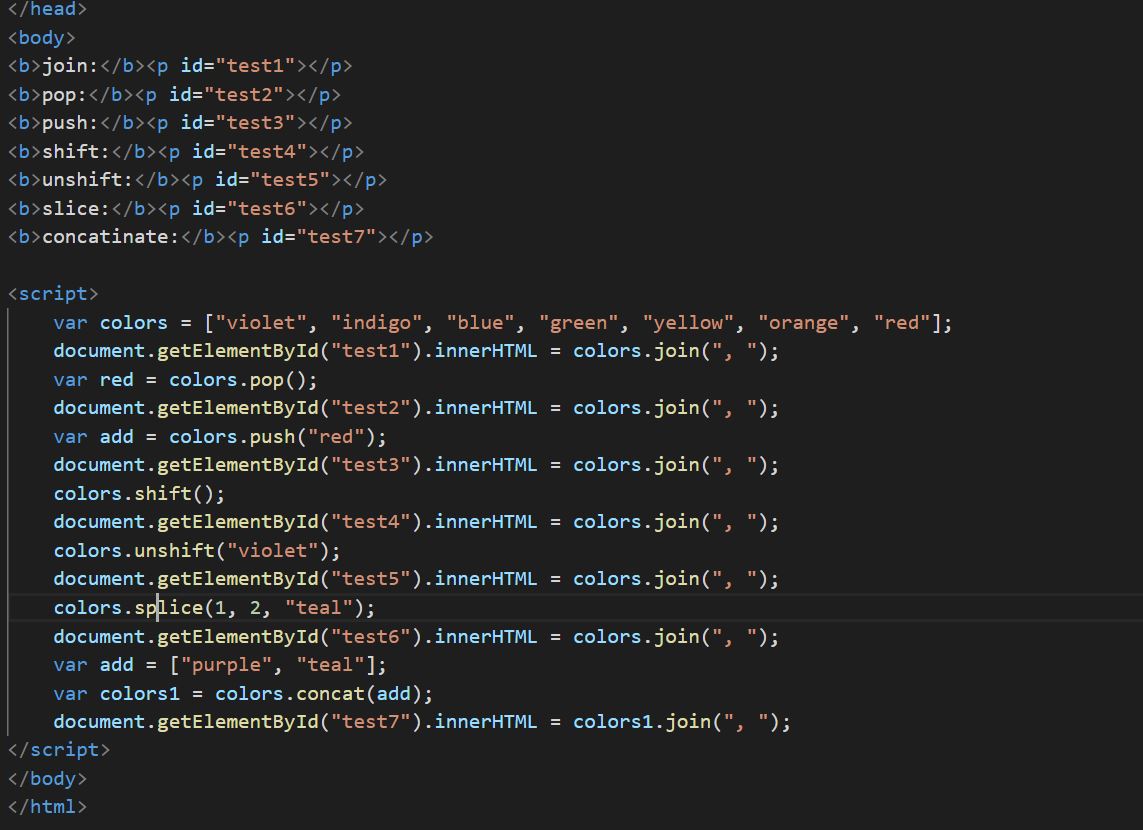 </head>
<body>
<b>join:</b><p id="test1"></p>
<b>pop:</b><p id="test2"></p>
<b>push:</b><p id="test3"></p>
<b>shift:</b><p id="test4"></p>
<b>unshift:</b><p id="test5"></p>
<b>slice:</b><p id="test6"></p>
<b>concatinate:</b><p id="test7"></p>

<script>
    var colors = ["violet", "indigo", "blue", "green", "yellow", "orange", "red"];
    document.getElementById("test1").innerHTML = colors.join(", ");
    var red = colors.pop();
    document.getElementById("test2").innerHTML = colors.join(", ");
    var add = colors.push("red");
    document.getElementById("test3").innerHTML = colors.join(", ");
    colors.shift();
    document.getElementById("test4").innerHTML = colors.join(", ");
    colors.unshift("violet");
    document.getElementById("test5").innerHTML = colors.join(", ");
    colors.splice(1, 2, "teal");
    document.getElementById("test6").innerHTML = colors.join(", ");
    var add = ["purple", "teal"];
    var colors1 = colors.concat(add);
    document.getElementById("test7").innerHTML = colors1.join(", ");
</script>
</body>
</html>